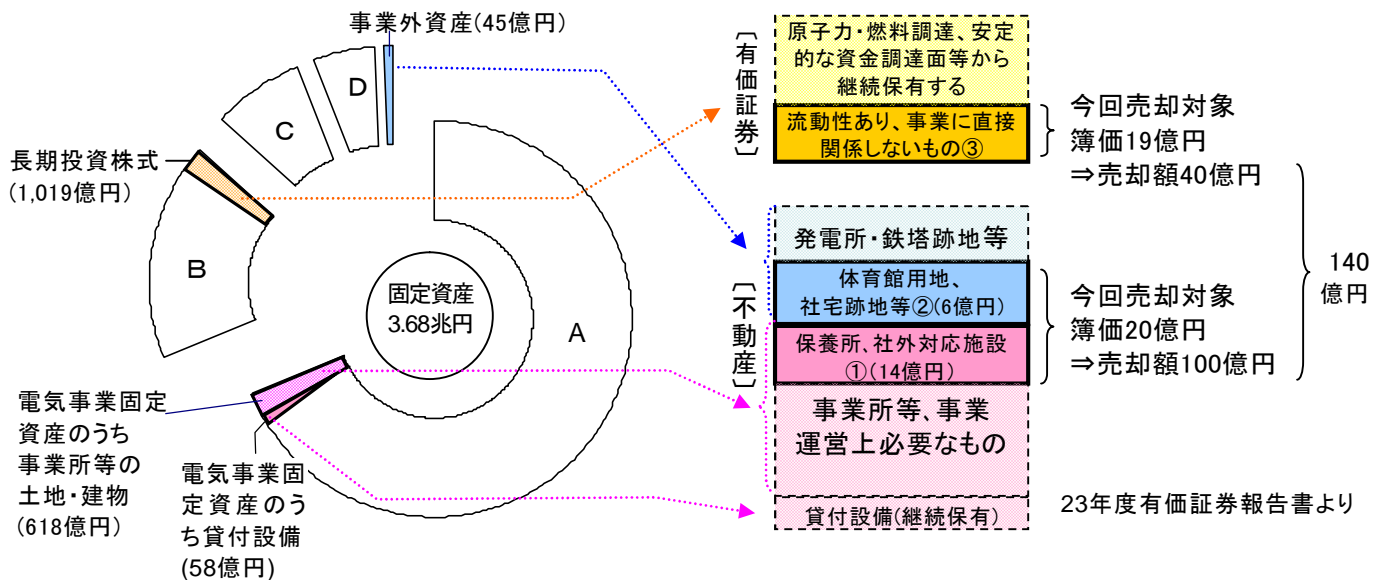 事業外資産(45億円)
D
C
長期投資株式
(1,019億円)
B
A
固定資産
3.68兆円
電気事業固定
資産のうち
事業所等の
土地・建物
(618億円)
電気事業固
定資産のう
ち貸付設備
(58億円)
〔有価証券〕
原子力・燃料調達、安定
的な資金調達面等から
継続保有する
流動性あり、事業に直接
関係しないもの③
今回売却対象
簿価19億円
⇒売却額40億円
〔不動産〕
発電所・鉄塔跡地等
体育館用地、
社宅跡地等②(6億円)
保養所、社外対応施設
①(14億円)
事業所等、事業
運営上必要なもの
貸付設備(継続保有)
今回売却対象
簿価20億円
⇒売却額100億円
140
億円
23年度有価証券報告書より